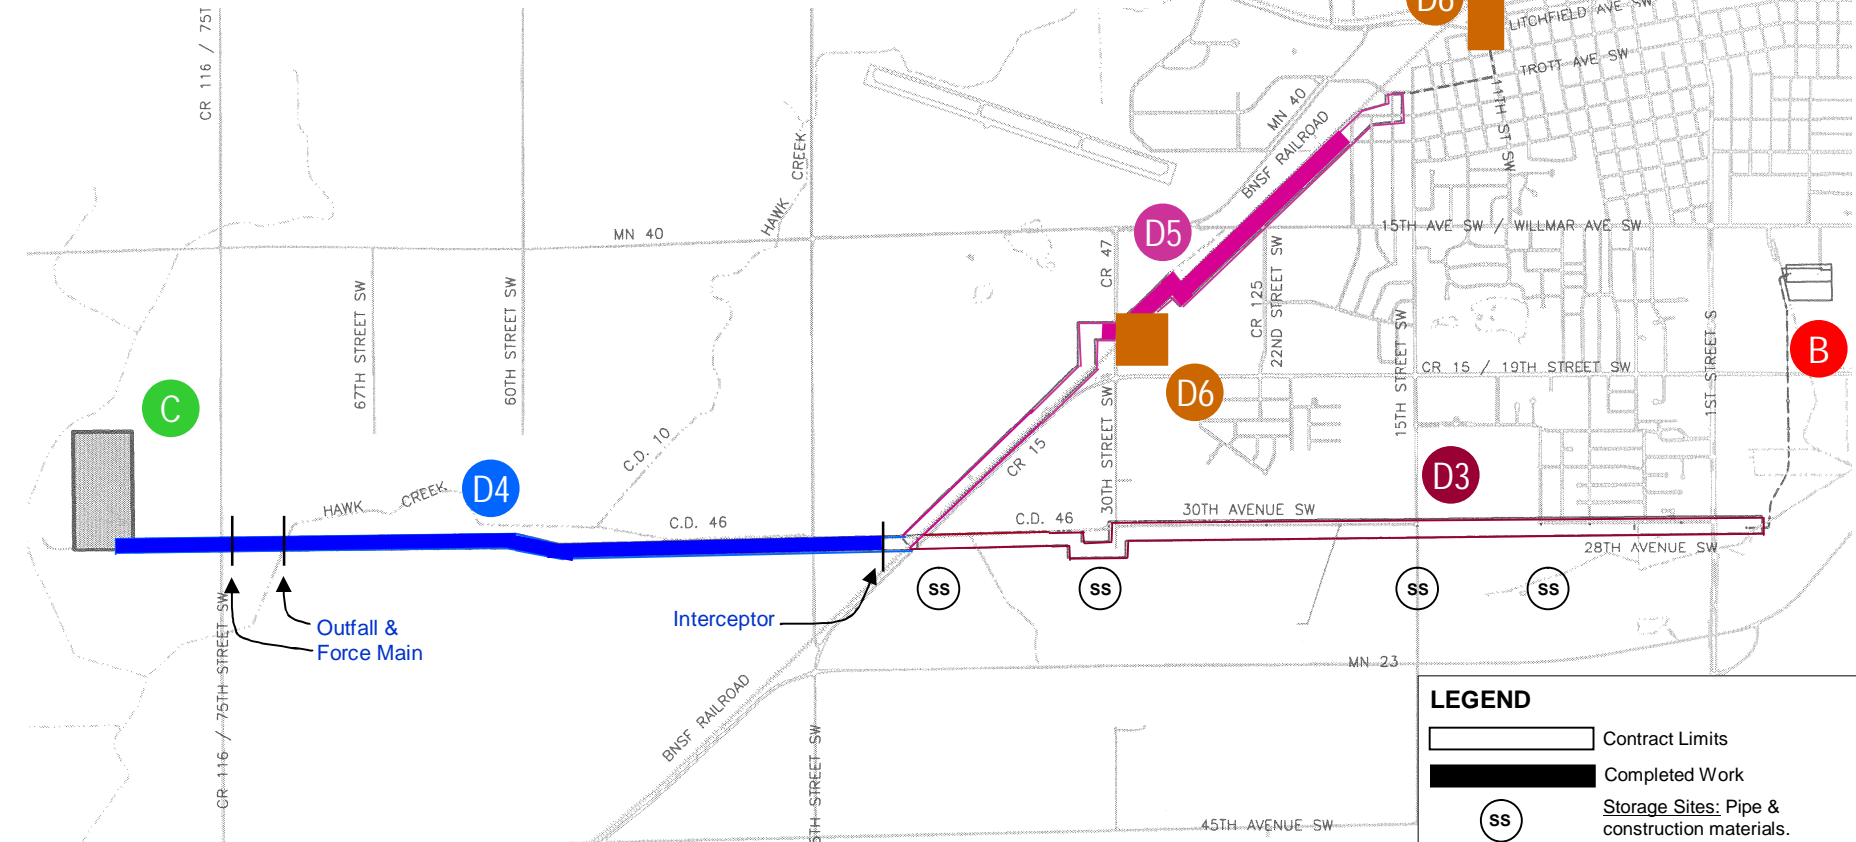 CR 116 / 75T
D6
LITCHFIELD AVE SW
TROTT AVE SW
11TH ST SW
MN 40
BNSF RAILROAD
HAWK
CREEK
MN 40
15TH AVE SW / WILLMAR AVE SW
D5
CR 47
CR 125
22ND STREET SW
67TH STREET SW
60TH STREET SW
15TH STREET SW
1ST STREET S
B
CR 15 / 19TH STREET SW
D6
30TH STREET SW
C
C.D. 10
CR 15
D4
D3
HAWK
CREEK
C.D. 46
C.D. 46
30TH AVENUE SW
28TH AVENUE SW
SS
SS
SS
SS
Interceptor
Outfall &
Force Main
CR 116 / 75TH STREET SW
MN 23
BNSF RAILROAD
TH STREET SW
45TH AVENUE SW
LEGEND
Contract Limits
Completed Work
SS
Storage Sites: Pipe &
construction materials.